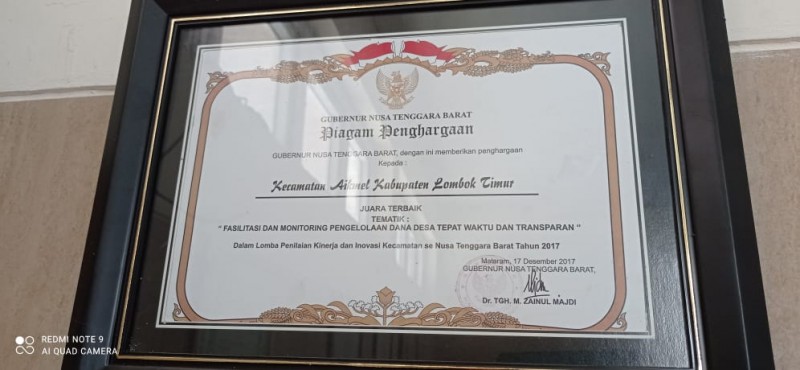 GUBERNUR NUSA TENGGARA BARAT
Piagam Penghargaan
GUBERNUR NUSA TENGGARA BARAT, dengan ini memberikan penghargaan
Kepada :
Kecamatan Aikmel Kabupaten Lombok Timur
JUARA TERBAIK
TEMATIK :
" FASILITASI DAN MONITORING PENGELOLAAN DANA DESA TEPAT WAKTU DAN TRANSPARAN "
Dalam Lomba Penilaian Kinerja dan Inovasi Kecamatan se Nusa Tenggara Barat Tahun 2017
Mataram, 17 Desember 2017
GUBERNUR NUSA TENGGARA BARAT,
Dr. TGH. M. ZAINUL MAJDI
REDMI NOTE 9
AI QUAD CAMERA